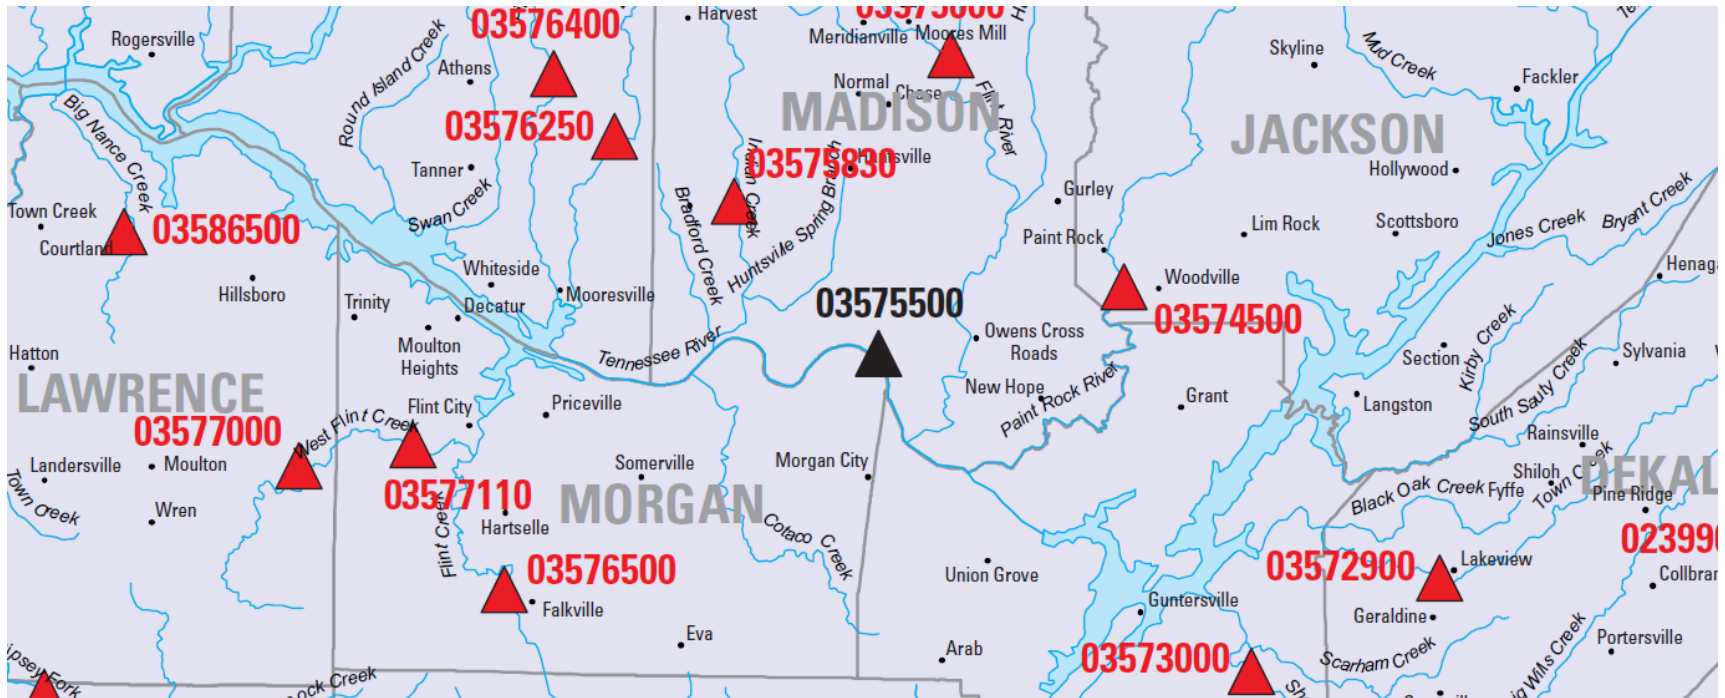 03576400
Harvest
03575000
Meridianville
Moores Mill
Rogersville
Round Island Creek
Athens
Skyline
Mud Creek
Fackler
Normal
Chase
Flint River
Big Nance Creek
03576250
MADISON
JACKSON
Tanner
Indian Creek
03575830
Huntsville
Hollywood
Gurley
Swan Creek
Bradford Creek
Huntsville Spring Branch
Town Creek
Courtland
03586500
Lim Rock
Scottsboro
Jones Creek
Bryant Creek
Paint Rock
Whiteside
Woodville
Hillsboro
Trinity
Decatur
Mooresville
03575500
03574500
Kirby Creek
Hatton
Moulton
Heights
Tennessee River
Owens Cross
Roads
Section
Sylvania
LAWRENCE
New Hope
Paint Rock River
Grant
Langston
South Sauty Creek
03577000
West Flint Creek
Flint City
Priceville
Rainsville
Landersville
Moulton
Somerville
Morgan City
Shiloh
Town Creek
03577110
MORGAN
Black Oak Creek
Fyffe
Town Creek
Pine Ridge
Wren
Flint Creek
Hartselle
Cotaco Creek
03576500
Union Grove
03572900
Lakeview
Falkville
Guntersville
Geraldine
Eva
Arab
03573000
Scarham Creek
Portersville